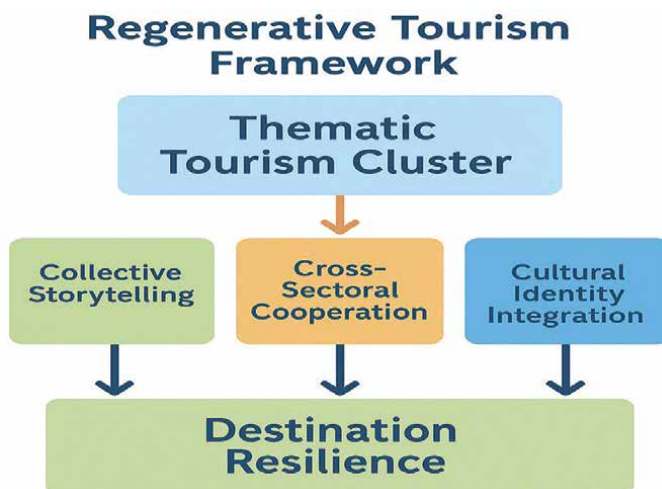 Regenerative Tourism
Framework
Thematic
Tourism Cluster
Collective
Storytelling
Cross-
Sectoral
Cooperation
Cultural
Identity
Integration
Destination
Resilience